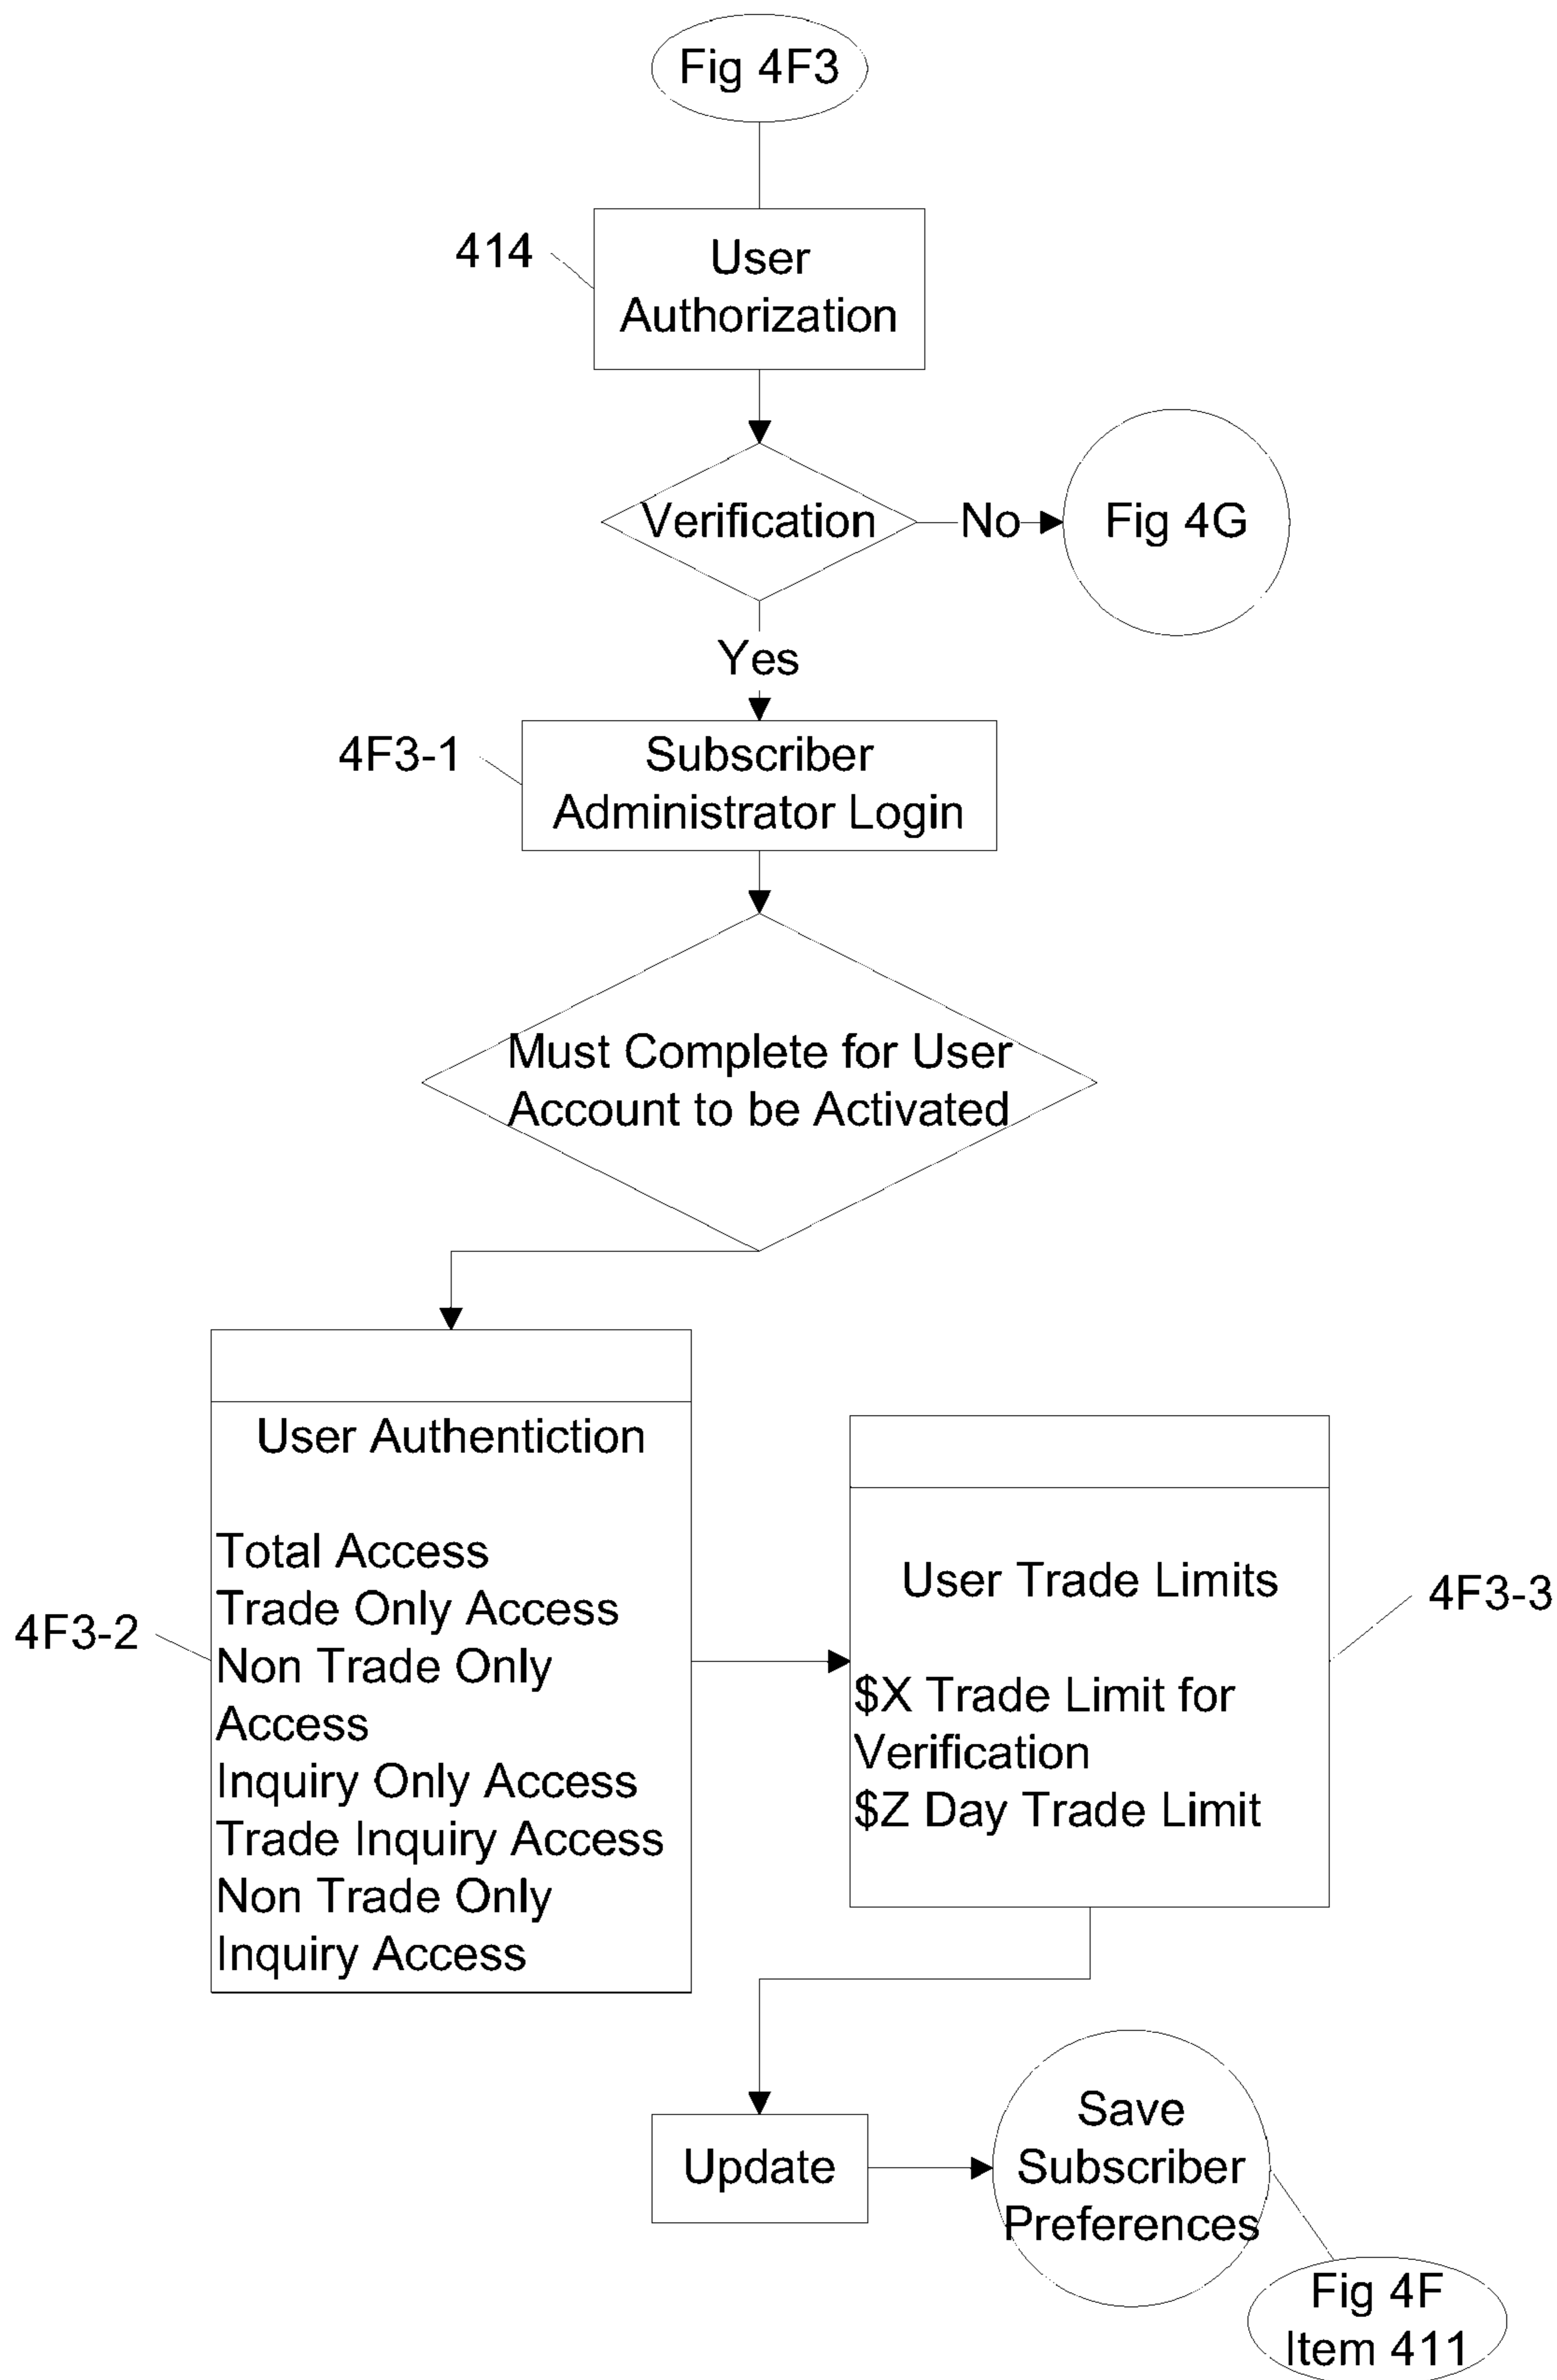 Fig 4F3
414
User
Authorization
Verification
No
Fig 4G
Yes
4F3-1
Subscriber
Administrator Login
Must Complete for User
Account to be Activated
User Authentiction
Total Access
Trade Only Access
4F3-2
Non Trade Only
Access
Inquiry Only Access
Trade Inquiry Access
Non Trade Only
Inquiry Access
User Trade Limits
4F3-3
$X Trade Limit for
Verification
$Z Day Trade Limit
Update
Save
Subscriber
Preferences
Fig 4F
Item 411